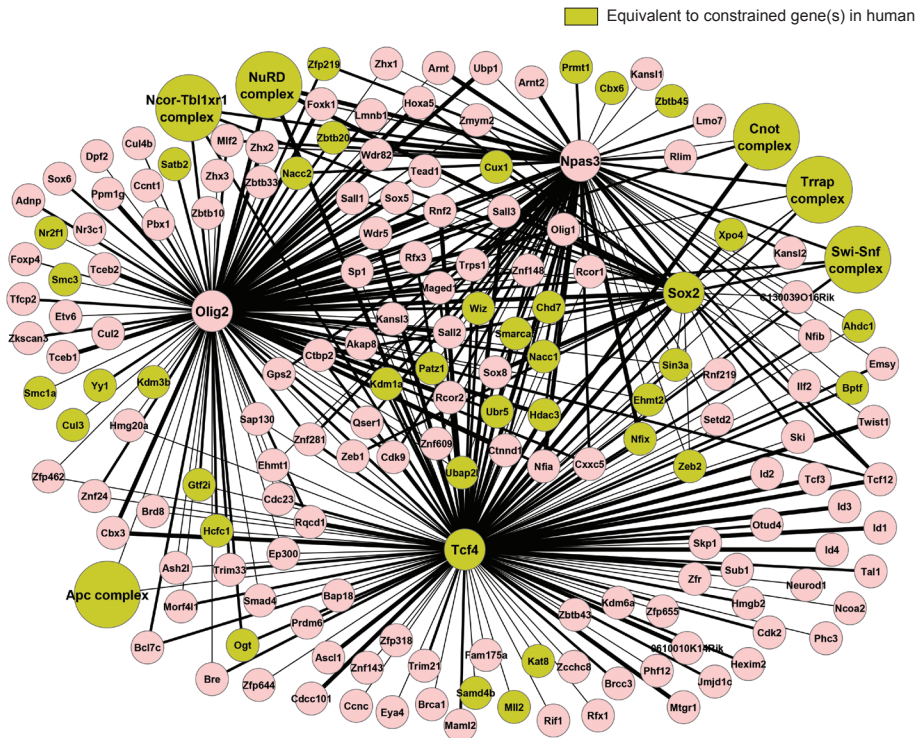 Equivalent to constrained gene(s) in human
Zfp219
Zhx1
Arnt
Ubp1
Arnt2
Prmt1
Cbx6
Kansl1
Zbtb45
NuRD
complex
Ncor-Tbl1xr1
complex
Foxk1
Lmnb1
Hoxa5
Zmym2
Lmo7
Rlim
Cnot
complex
Zbtb20
Mlf2
Zhx2
Wdr82
Cul4b
Dpf2
Satb2
Zhx3
Nacc2
Tead1
Cux1
Npas3
Sox6
Ccnt1
Ppm1g
Zbtb33
Sall1
Sox5
Trrap
complex
Adnp
Zbtb10
Rnf2
Sall3
Nr2f1
Nr3c1
Pbx1
Wdr5
Olig1
Xpo4
Foxp4
Tceb2
Rfx3
Trps1
Znf148
Rcor1
Kansl2
Swi-Snf
complex
Smc3
Sp1
Maged1
Sox2
C130039O16Rik
Tfcp2
Etv6
Olig2
Kansl3
Wiz
Chd7
Zkscan3
Cul2
Sall2
Smarca
Nfib
Ahdc1
Tceb1
Ctbp2
Akap8
Nacc1
Sin3a
Emsy
Gps2
Patz1
Sox8
Rnf219
Smc1a
Yy1
Kdm3b
Kdm1a
Ilf2
Bptf
Rcor2
Ehmt2
Cul3
Hmg20a
Sap130
Qser1
Ubr5
Hdac3
Setd2
Twist1
Znf281
Znf609
Nfix
Ski
Zfp462
Ehmt1
Zeb1
Cdk9
Ctnnd1
Nfia
Cxxc5
Zeb2
Ubap2l
Id2
Tcf3
Tcf12
Znf24
Gtf2i
Cdc23
Id3
Brd8
Rqcd1
Otud4
Id1
Cbx3
Hcfc1
Skp1
Id4
Ep300
Tcf4
Ash2l
Trim33
Sub1
Tal1
Apc complex
Zfr
Neurod1
Morf4l1
Smad4
Bap18
Kdm6a
Hmgb2
Ncoa2
Zbtb43
Zfp655
Prdm6
Cdk2
Phc3
Bcl7c
Ogt
Zfp318
0610010K14Rik
Bre
Ascl1
Znf143
Trim21
Fam175a
Kat8
Zcchc8
Phf12
Hexim2
Zfp644
Samd4b
Brcc3
Jmjd1c
Cdcc101
Brca1
Mll2
Mtgr1
Ccnc
Eya4
Maml2
Rif1
Rfx1